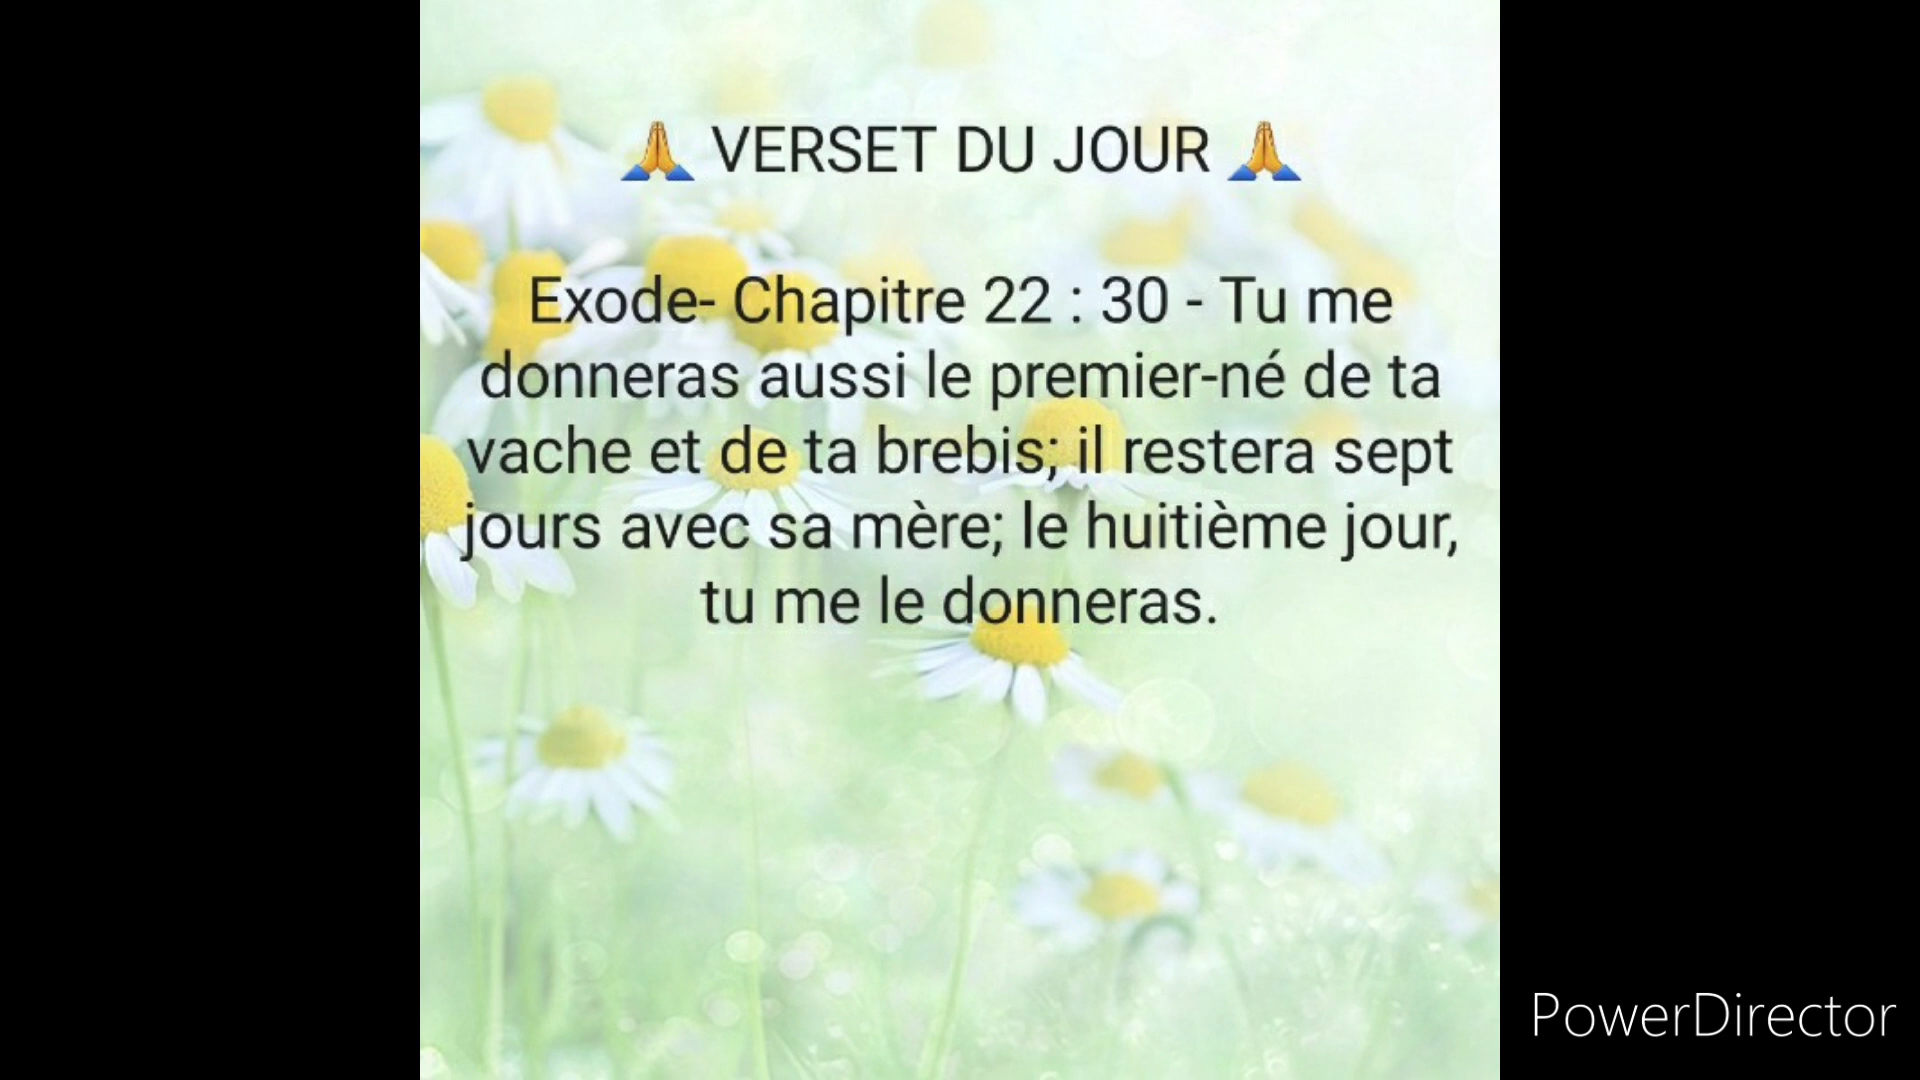 🙏 VERSET DU JOUR 🙏
Exode- Chapitre 22 : 30 - Tu me
donneras aussi le premier-né de ta
vache et de ta brebis; il restera sept
jours avec sa mère; le huitième jour,
tu me le donneras.
PowerDirector